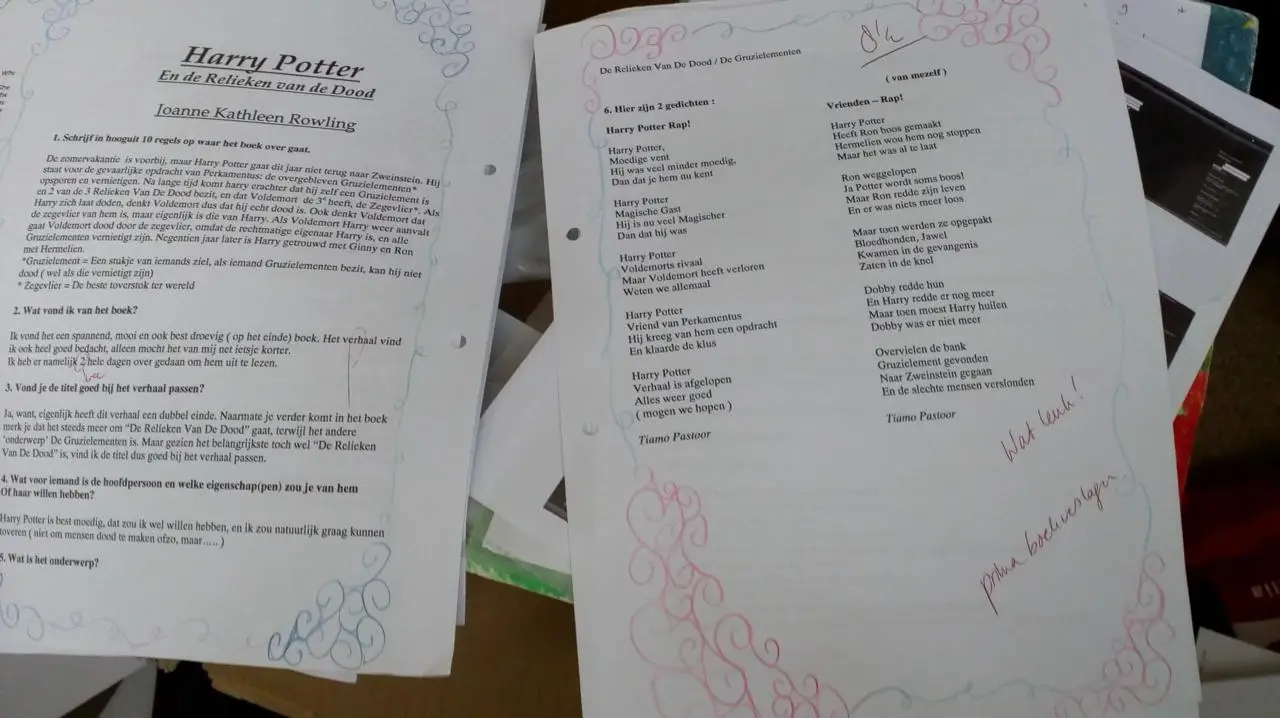 Harry Potter
En de Relieken van de Dood
Joanne Kathleen Rowling
1. Schrijf in hooguit 10 regels op waar het boek over gaat.
De zomervakantie is voorbij, maar Harry Potter gaat dit jaar niet terug naar Zweinstein. Hij
staat voor de gevaarlijke opdracht van Perkamentus: de overgebleven Gruzielementen*
opsporen en vernietigen. Na lange tijd komt harry erachter dat hij zelf een Gruzielement is
en 2 van de 3 Relieken Van De Dood bezit, en dat Voldemort de 3e heeft, de Zegevlier*. Als
Harry zich laat doden, denkt Voldemort dus dat hij echt dood is. Ook denkt Voldemort dat
de zegevlier van hem is, maar eigenlijk is die van Harry. Als Voldemort Harry weer aanvalt
gaat Voldemort dood door de zegevlier, omdat de rechtmatige eigenaar Harry is, en alle
Gruzielementen vernietigt zijn. Negentien jaar later is Harry getrouwd met Ginny en Ron
met Hermelien.
*Gruzielement = Een stukje van iemands ziel, als iemand Gruzielementen bezit, kan hij niet
dood ( wel als die vernietigt zijn)
* Zegevlier = De beste toverstok ter wereld
2. Wat vond ik van het boek?
Ik vond het een spannend, mooi en ook best droevig ( op het einde) boek. Het verhaal vind
ik ook heel goed bedacht, alleen mocht het van mij net ietsje korter.
Ik heb er namelijk 2 hele dagen over gedaan om hem uit te lezen.
3. Vond je de titel goed bij het verhaal passen?
Ja, want, eigenlijk heeft dit verhaal een dubbel einde. Naarmate je verder komt in het boek
merk je dat het steeds meer om “De Relieken Van De Dood” gaat, terwijl het andere
‘onderwerp’ De Gruzielementen is. Maar gezien het belangrijkste toch wel “De Relieken
Van De Dood” is, vind ik de titel dus goed bij het verhaal passen.
4. Wat voor iemand is de hoofdpersoon en welke eigenschap(pen) zou je van hem
Of haar willen hebben?
Harry Potter is best moedig, dat zou ik wel willen hebben, en ik zou natuurlijk graag kunnen
toveren ( niet om mensen dood te maken ofzo, maar..... )
5. Wat is het onderwerp?
De Relieken Van De Dood / De Gruzielementen
8½
6. Hier zijn 2 gedichten :
Harry Potter Rap!
Harry Potter,
Moedige vent
Hij was veel minder moedig,
Dan dat je hem nu kent
Harry Potter
Magische Gast
Hij is nu veel Magischer
Dan dat hij was
Harry Potter
Voldemorts rivaal
Maar Voldemort heeft verloren
Weten we allemaal
Harry Potter
Vriend van Perkamentus
Hij kreeg van hem een opdracht
En klaarde de klus
Harry Potter
Verhaal is afgelopen
Alles weer goed
( mogen we hopen )
Tiamo Pastoor
( van mezelf )
Vrienden – Rap!
Harry Potter
Heeft Ron boos gemaakt
Hermelien wou hem nog stoppen
Maar het was al te laat
Ron weggelopen
Ja Potter wordt soms boos!
Maar Ron redde zijn leven
En er was niets meer loos
Maar toen werden ze opgepakt
Bloedhonden, Jawel
Kwamen in de gevangenis
Zaten in de knel
Dobby redde hun
En Harry redde er nog meer
Maar toen moest Harry huilen
Dobby was er niet meer
Overvielen de bank
Gruzielement gevonden
Naar Zweinstein gegaan
En de slechte mensen verslonden
Tiamo Pastoor
Wat leuk!
prima boekverslagen